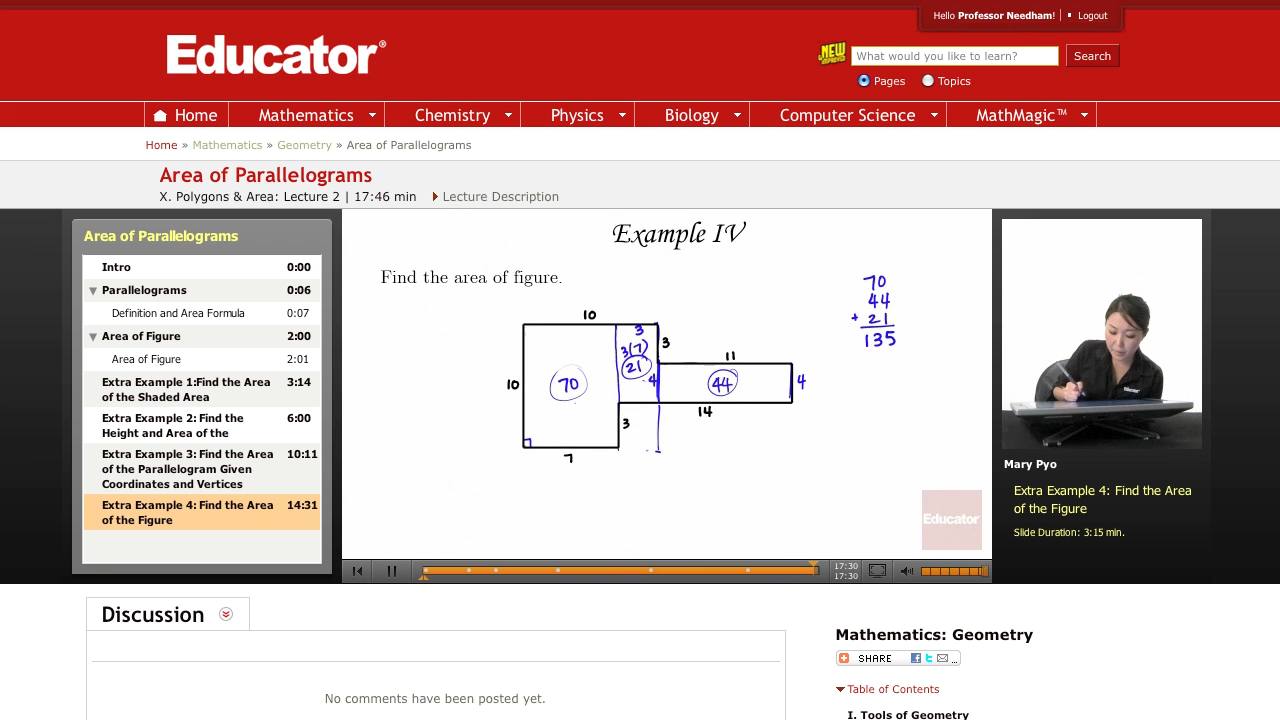 Hello Professor Needham! Logout
Educator®
NEW
What would you like to learn?
Search
Pages
Topics
Home
Mathematics
Chemistry
Physics
Biology
Computer Science
MathMagic™
Home » Mathematics » Geometry » Area of Parallelograms
Area of Parallelograms
X. Polygons & Area: Lecture 2 | 17:46 min
Lecture Description
Area of Parallelograms
Intro 0:00
Parallelograms 0:06
Definition and Area Formula 0:07
Area of Figure 2:00
Area of Figure 2:01
Extra Example 1:Find the Area 3:14
of the Shaded Area
Extra Example 2: Find the 6:00
Height and Area of the
Extra Example 3: Find the Area 10:11
of the Parallelogram Given
Coordinates and Vertices
Extra Example 4: Find the Area 14:31
of the Figure
Example IV
Find the area of figure.
70
44
+ 21
135
10
3
3
3(7)
11
21
10
70
4
44
4
14
3
7
Educator
17:30
17:30
Mary Pyo
Extra Example 4: Find the Area
of the Figure
Slide Duration: 3:15 min.
Discussion
No comments have been posted yet.
Mathematics: Geometry
SHARE
...
Table of Contents
I. Tools of Geometry